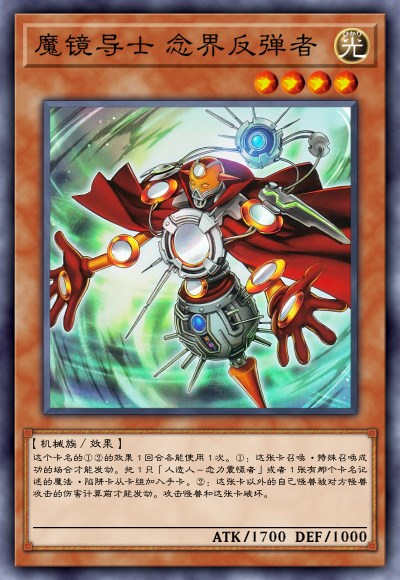 魔镜导士 念界反弹者
光
【机械族/效果】
这个卡名的①②的效果1回合各能使用1次。①：这张卡召唤·特殊召唤成
功的场合才能发动。把1只「人造人-念力震慑者」或者1张有那个卡名记
述的魔法·陷阱卡从卡组加入手卡。②：这张卡以外的自己怪兽被对方怪兽
攻击的伤害计算前才能发动。攻击怪兽和这张卡破坏。
ATK/1700 DEF/1000